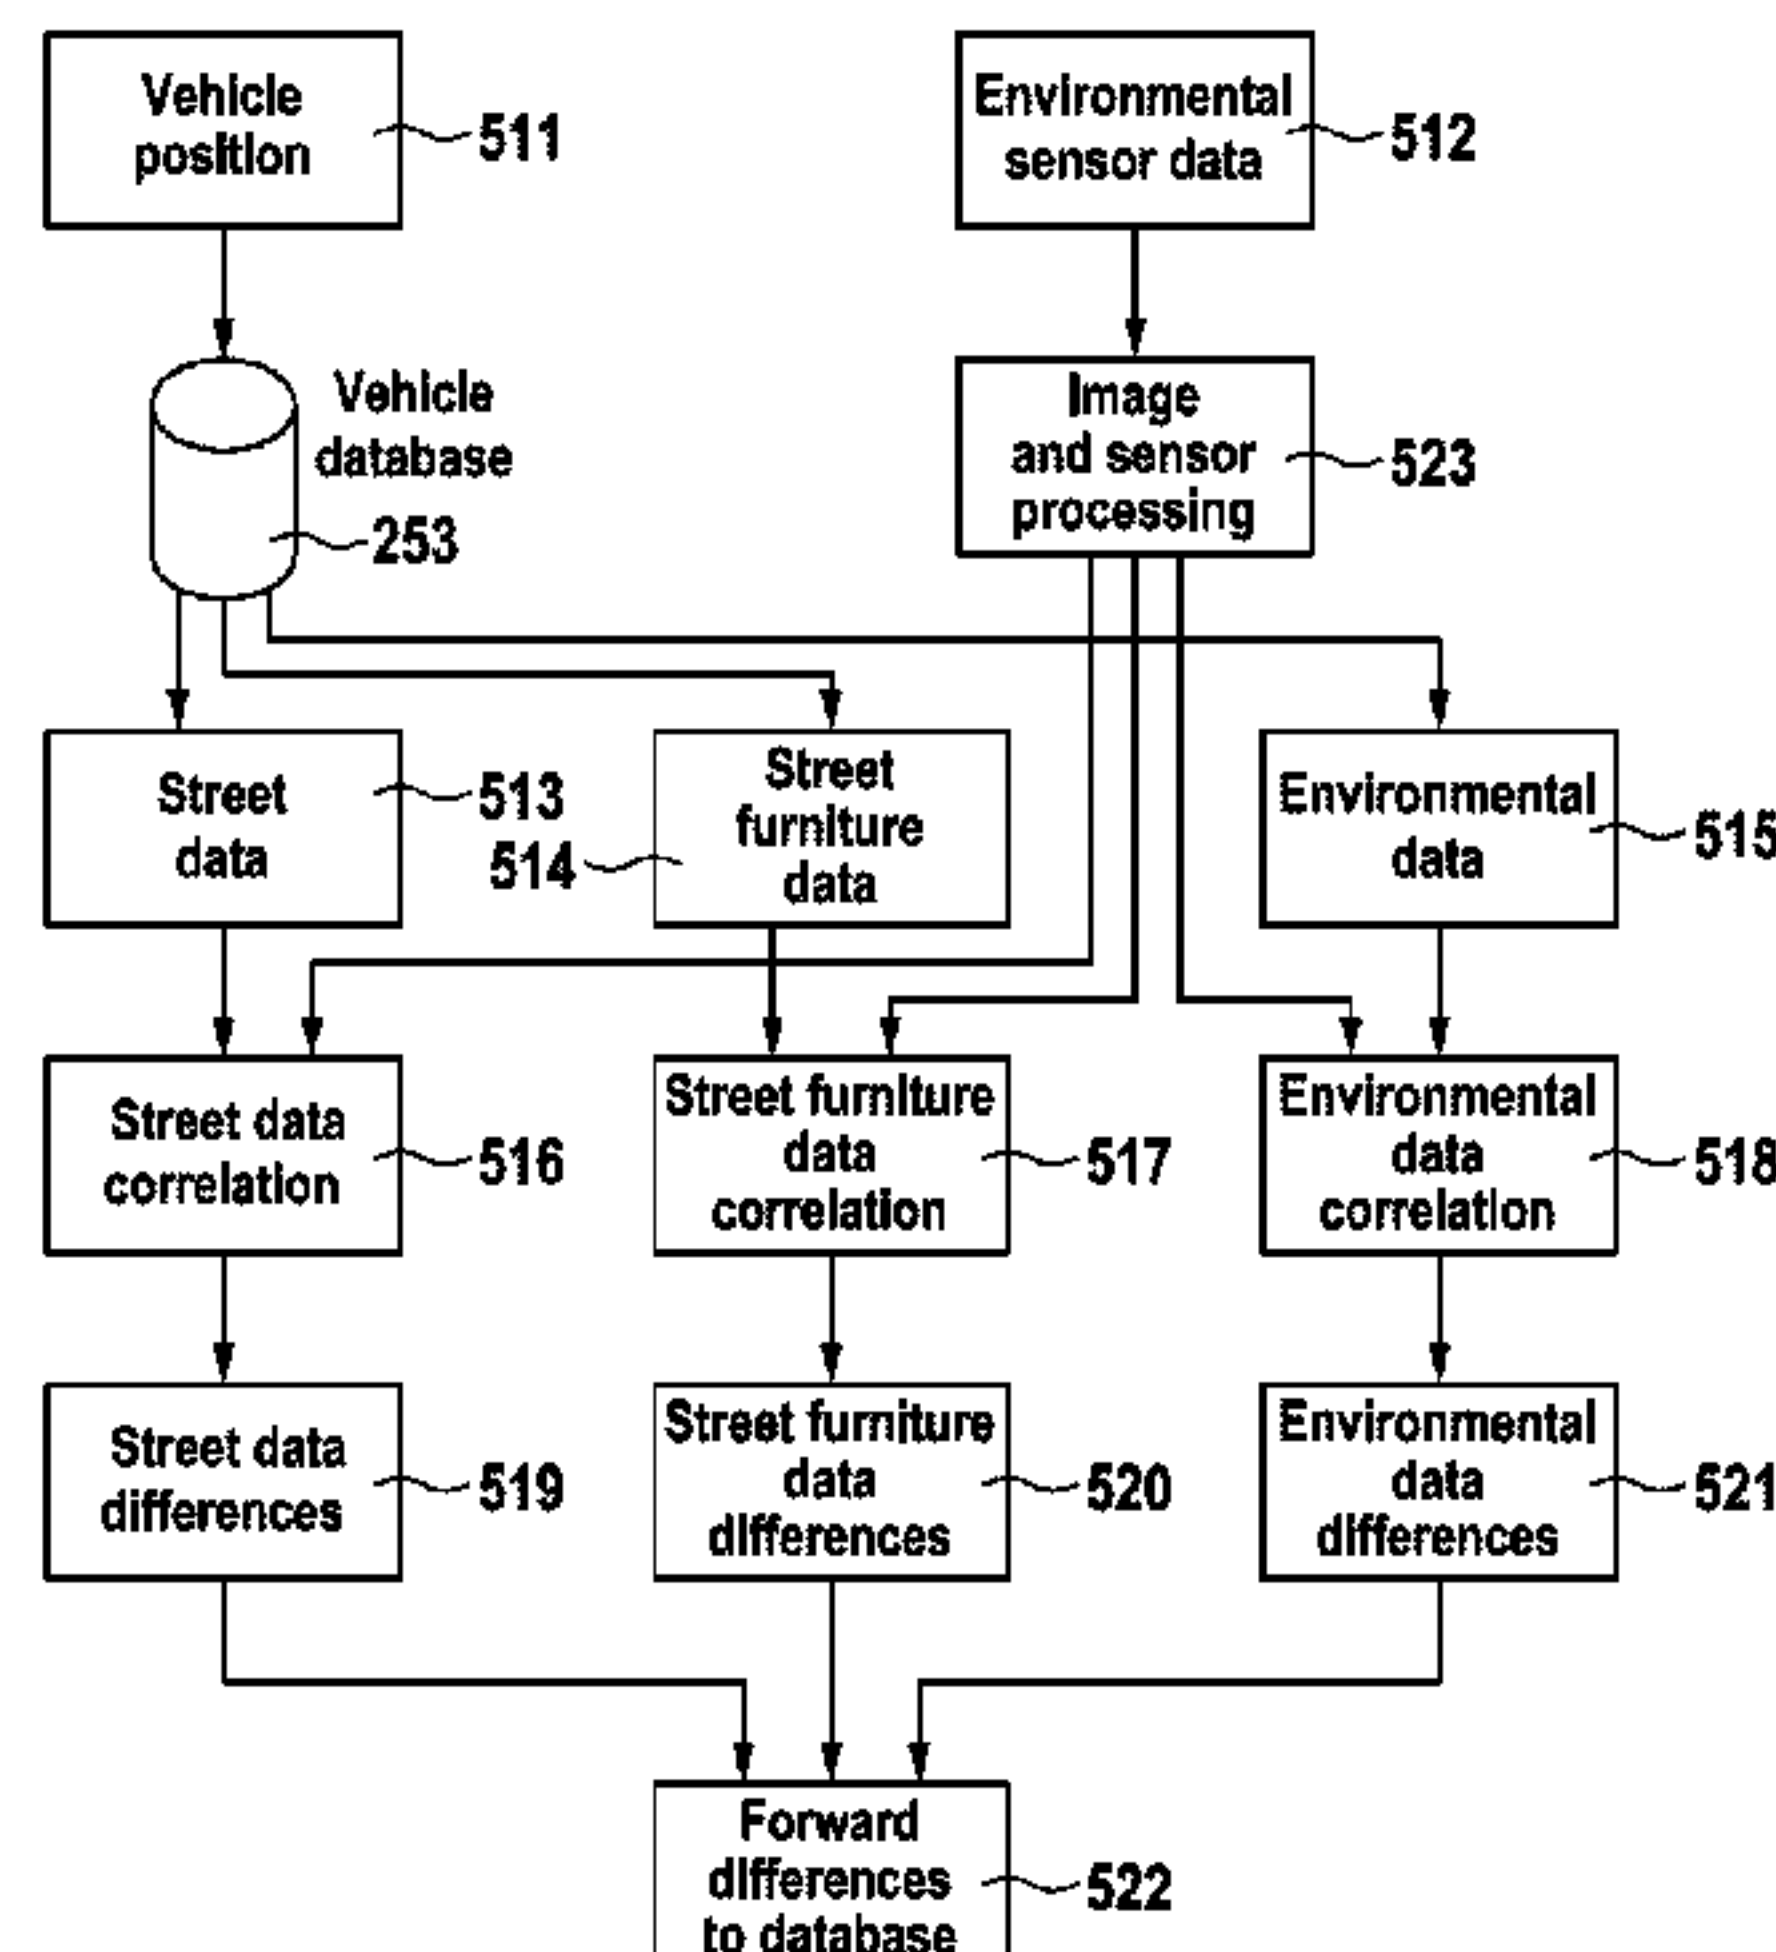 Vehicle
position
511
Environmental
sensor data
512
Vehicle
database
253
Image
and sensor
processing
523
Street
data
513
Street
furniture
data
514
Environmental
data
515
Street data
correlation
516
Street furniture
data
correlation
517
Environmental
data
correlation
518
Street data
differences
519
Street furniture
data
differences
520
Environmental
data
differences
521
Forward
differences
to database
522